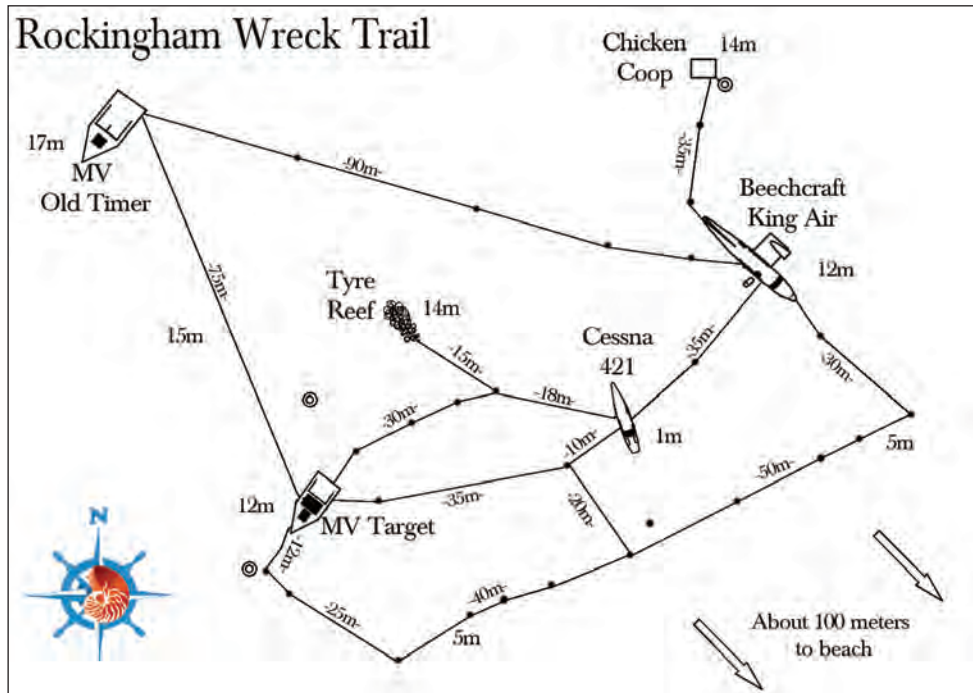 Rockingham Wreck Trail
Chicken
Coop
14m
17m
MV
Old Timer
-90m-
-35m-
Beechcraft
King Air
12m
-75m-
15m
Tyre
Reef
14m
-15m-
Cessna
421
-35m-
-30m-
-18m-
-30m-
-10m-
1m
5m
-50m-
12m
MV Target
-35m-
-20m-
-12m-
N
-25m-
-40m-
5m
About 100 meters
to beach